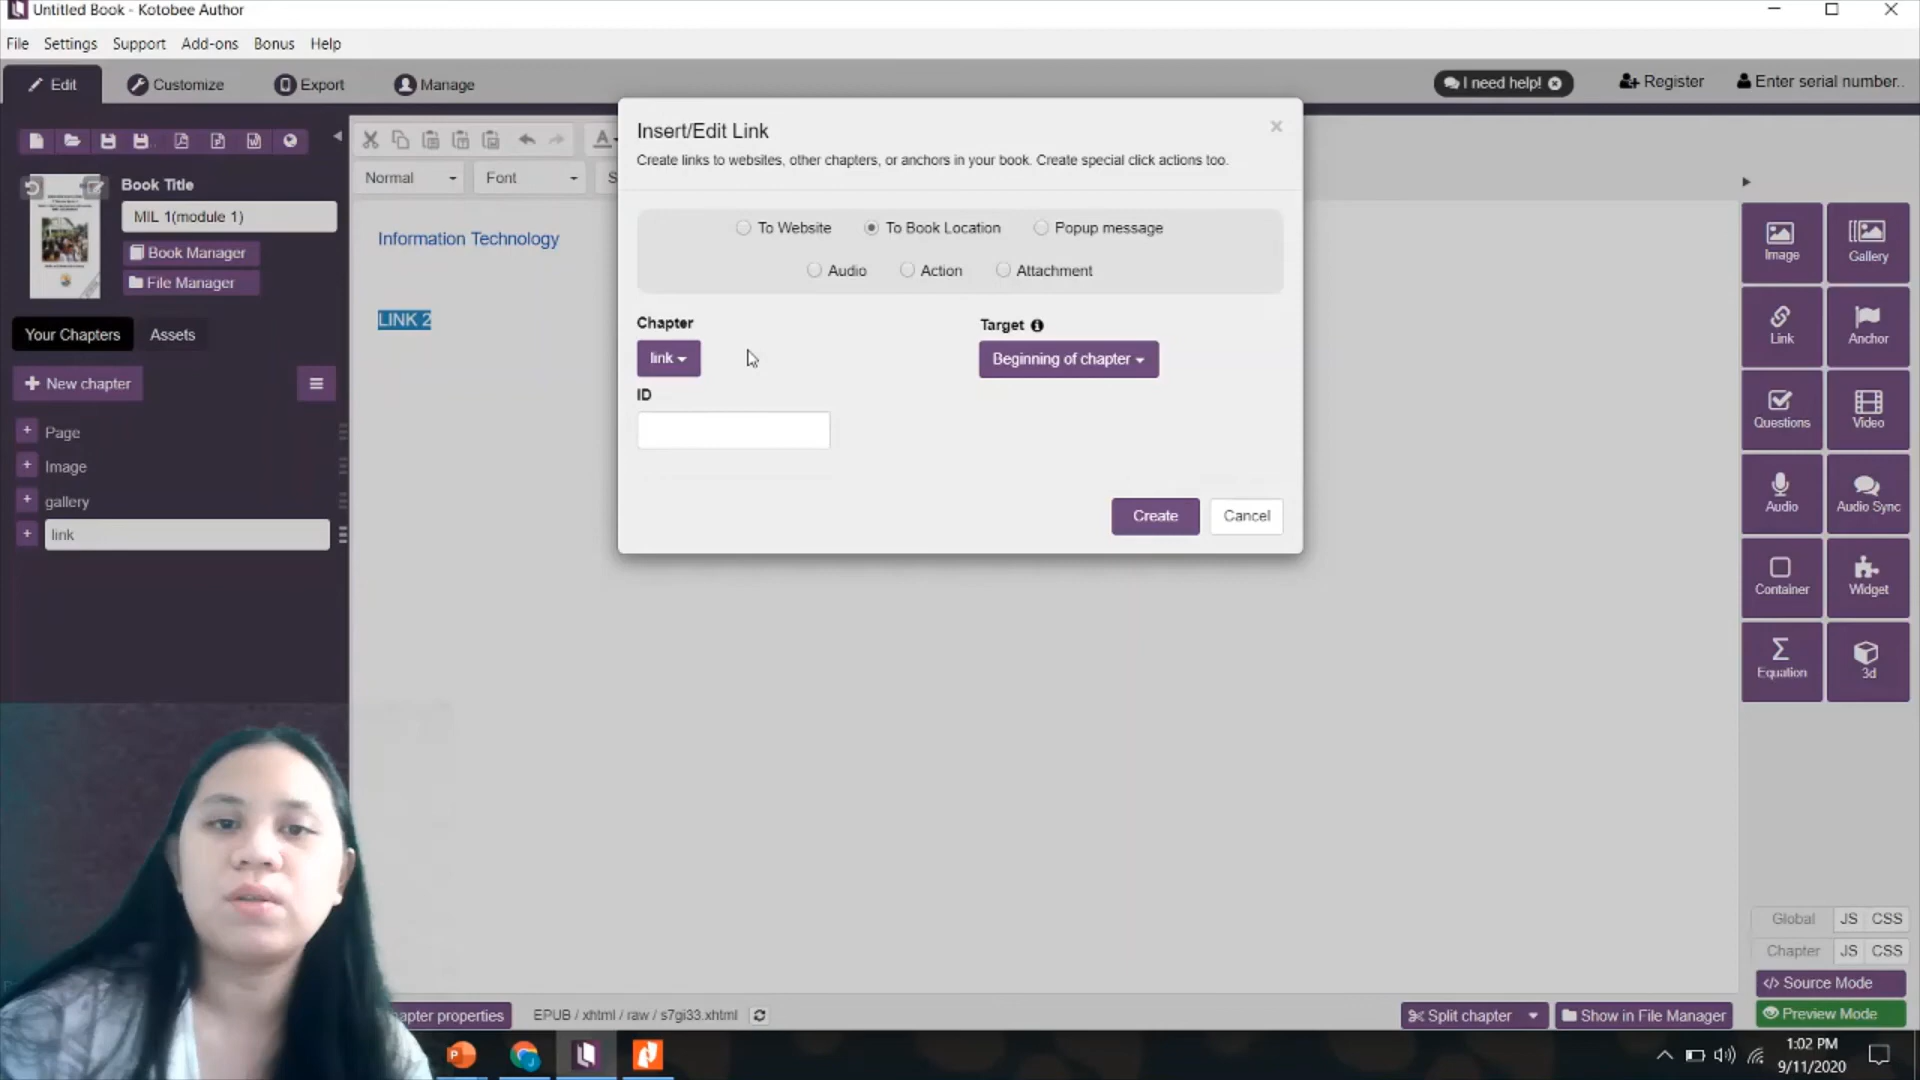 Untitled Book - Kotobee Author
File Settings Support Add-ons Bonus Help
Edit Customize Export Manage I need help! Register Enter serial number..
Insert/Edit Link
Create links to websites, other chapters, or anchors in your book. Create special click actions too.
Normal Font
Book Title
MIL 1(module 1)
Book Manager
File Manager
Your Chapters Assets
New chapter
Page
Image
gallery
link
Information Technology
LINK 2
To Website To Book Location Popup message
Audio Action Attachment
Chapter Target
link Beginning of chapter
ID
Create Cancel
Image Gallery
Link Anchor
Questions Video
Audio Audio Sync
Container Widget
Equation 3d
Global JS CSS
Chapter JS CSS
</> Source Mode
Preview Mode
apter properties EPUB / xhtml / raw / s7gi33.xhtml Split chapter Show in File Manager
1:02 PM
9/11/2020